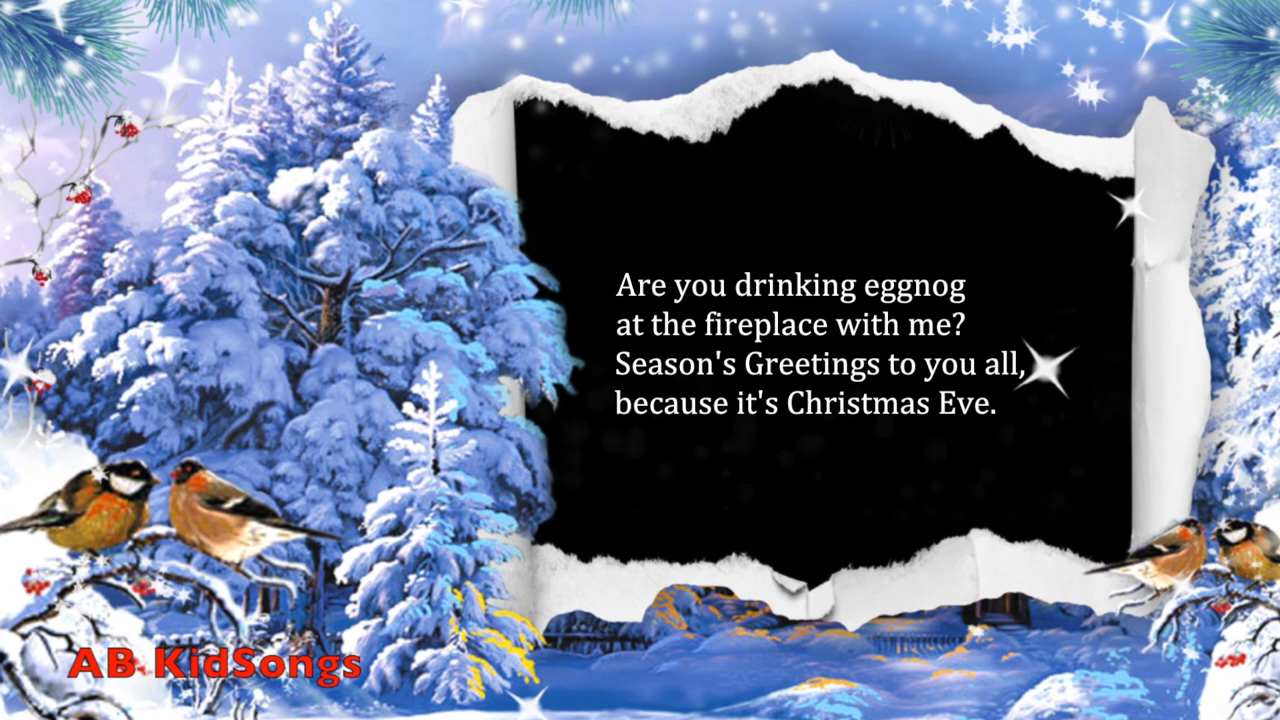 Are you drinking eggnog
at the fireplace with me?
Season's Greetings to you all,
because it's Christmas Eve.
AB KidSongs